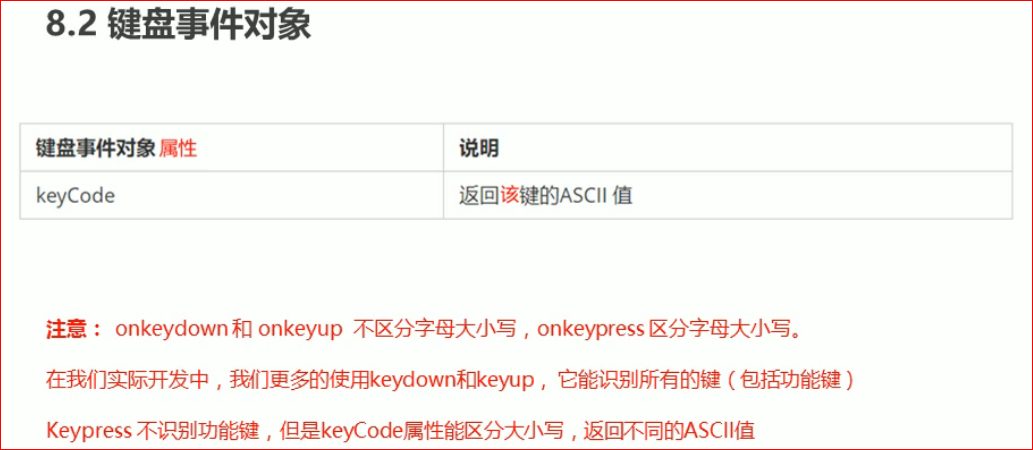 8.2 键盘事件对象
键盘事件对象 属性 说明
keyCode 返回该键的ASCII 值
注意： onkeydown 和 onkeyup 不区分字母大小写，onkeypress 区分字母大小写。
在我们实际开发中，我们更多的使用keydown和keyup， 它能识别所有的键（包括功能键）
Keypress 不识别功能键，但是keyCode属性能区分大小写，返回不同的ASCII值